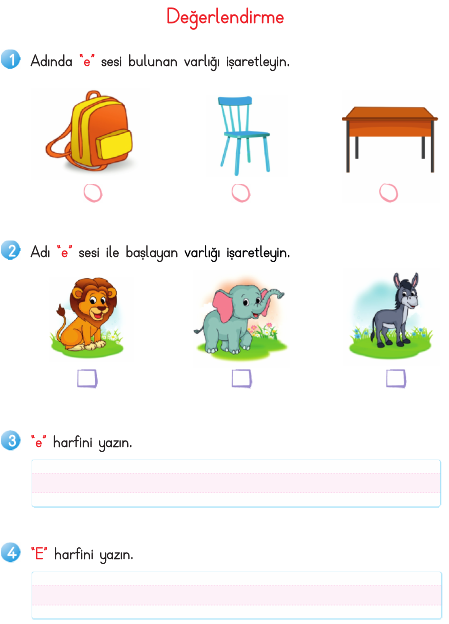 Değerlendirme
1 Adında "e" sesi bulunan varlığı işaretleyin.
2 Adı "e" sesi ile başlayan varlığı işaretleyin.
3 "e" harfini yazın.
4 "E" harfini yazın.